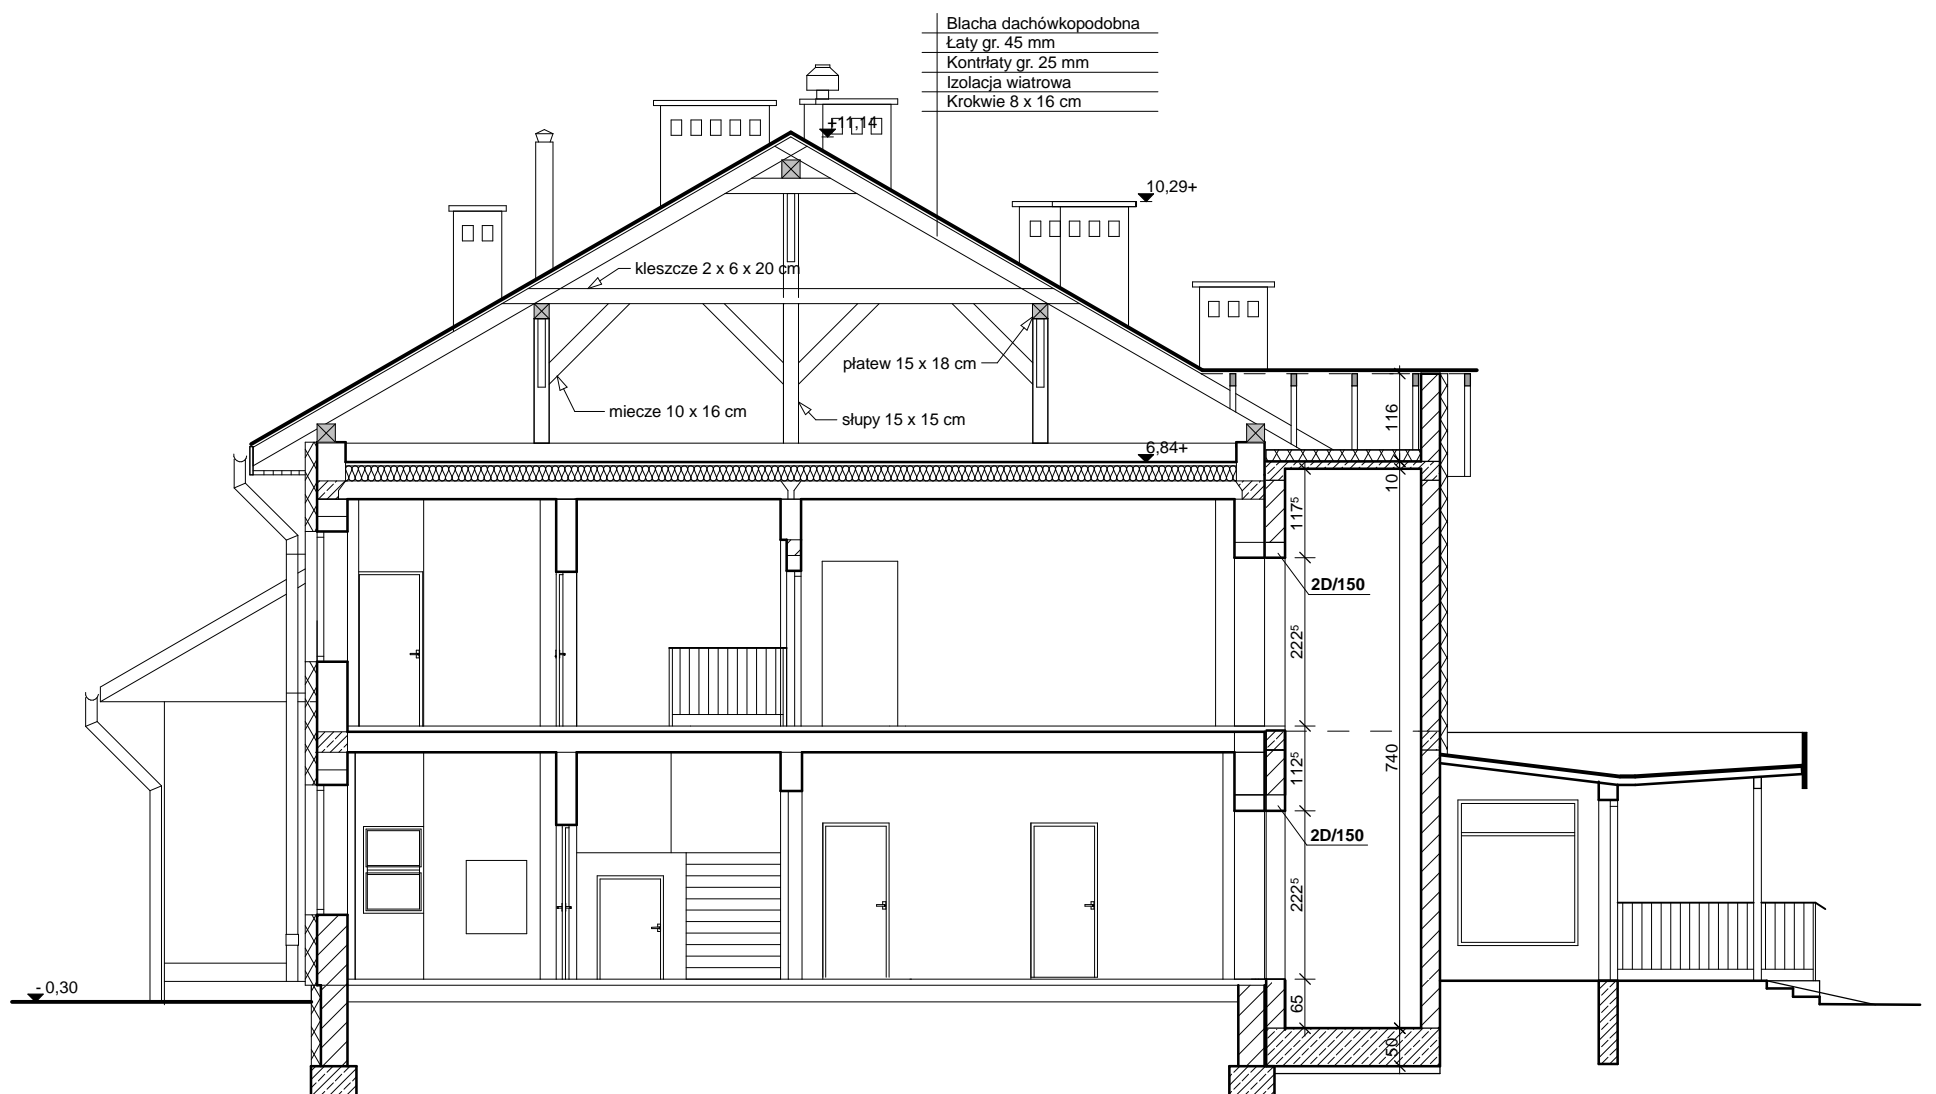 Blacha dachówkopodobna
Łaty gr. 45 mm
Kontrłaty gr. 25 mm
Izolacja wiatrowa
Krokwie 8 x 16 cm
+11,14
10,29+
kleszcze 2 x 6 x 20 cm
płatew 15 x 18 cm
miecze 10 x 16 cm
słupy 15 x 15 cm
116
6,84+
10
117⁵
2D/150
222⁵
740
112⁵
2D/150
222⁵
- 0,30
65
50